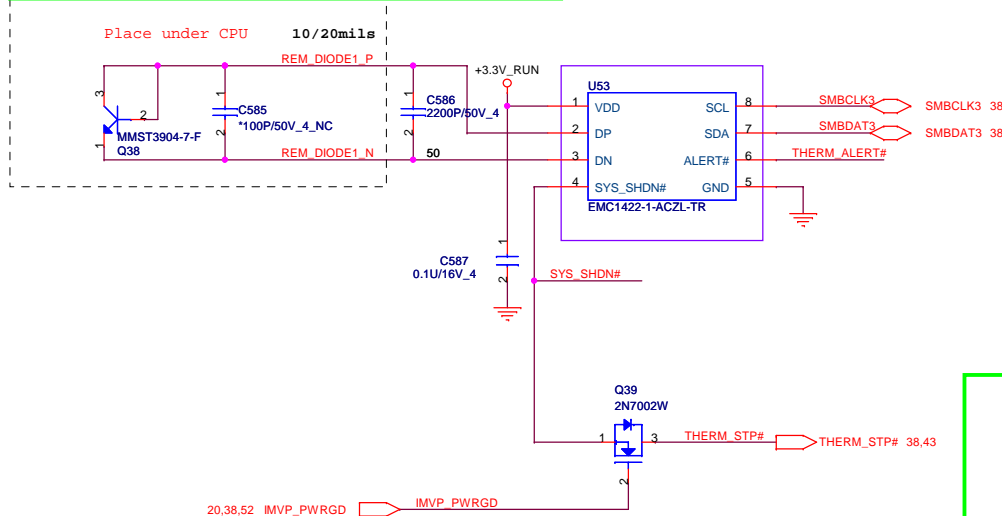 Place under CPU 10/20mils
REM_DIODE1_P
+3.3V_RUN
3
2
MMST3904-7-F
Q38
1
1
C585
*100P/50V_4_NC
2
1
C586
2200P/50V_4
2
REM_DIODE1_N 50
U53
1 VDD SCL 8 SMBCLK3 SMBCLK3 38
2 DP SDA 7 SMBDAT3 SMBDAT3 38
3 DN ALERT# 6 THERM_ALERT#
4 SYS_SHDN# GND 5
EMC1422-1-ACZL-TR
1
C587
0.1U/16V_4
2
SYS_SHDN#
Q39
2N7002W
1 3 THERM_STP# THERM_STP# 38,43
2
20,38,52 IMVP_PWRGD IMVP_PWRGD